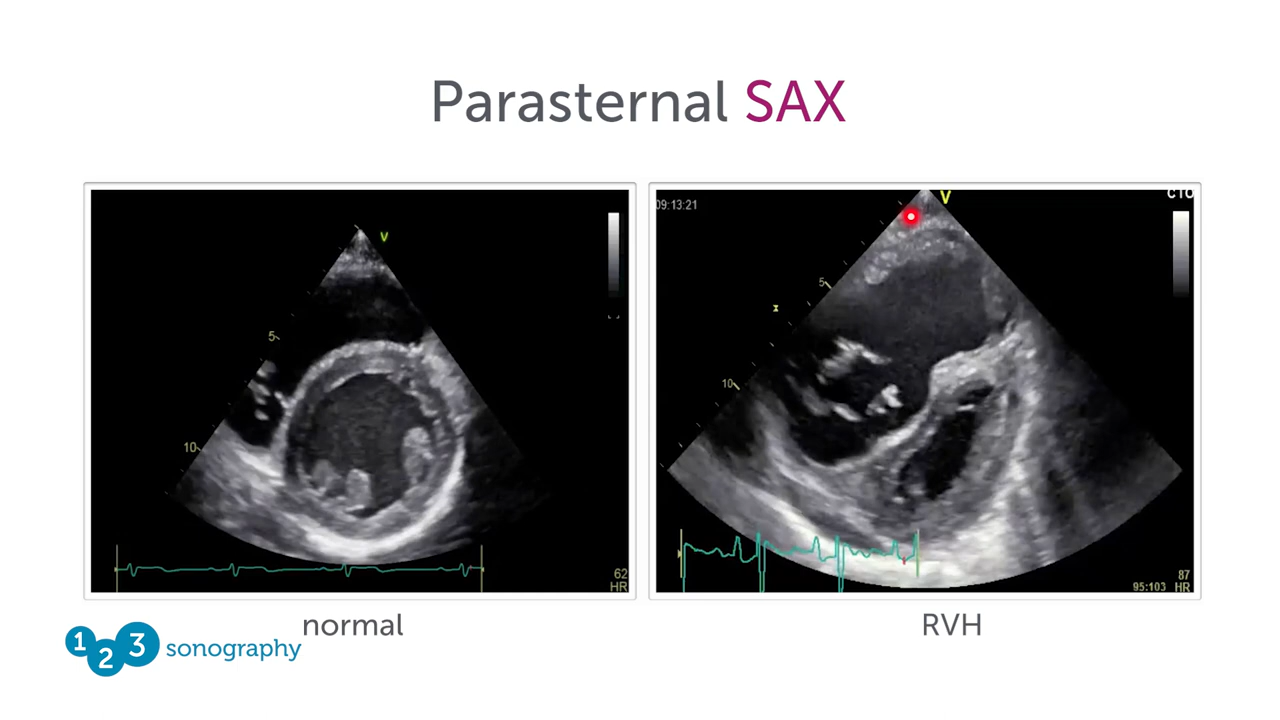 Parasternal SAX
V
5
10
62
HR
09:13:21
V
5
10
87
95:103 HR
normal
RVH
1 2 3 sonography